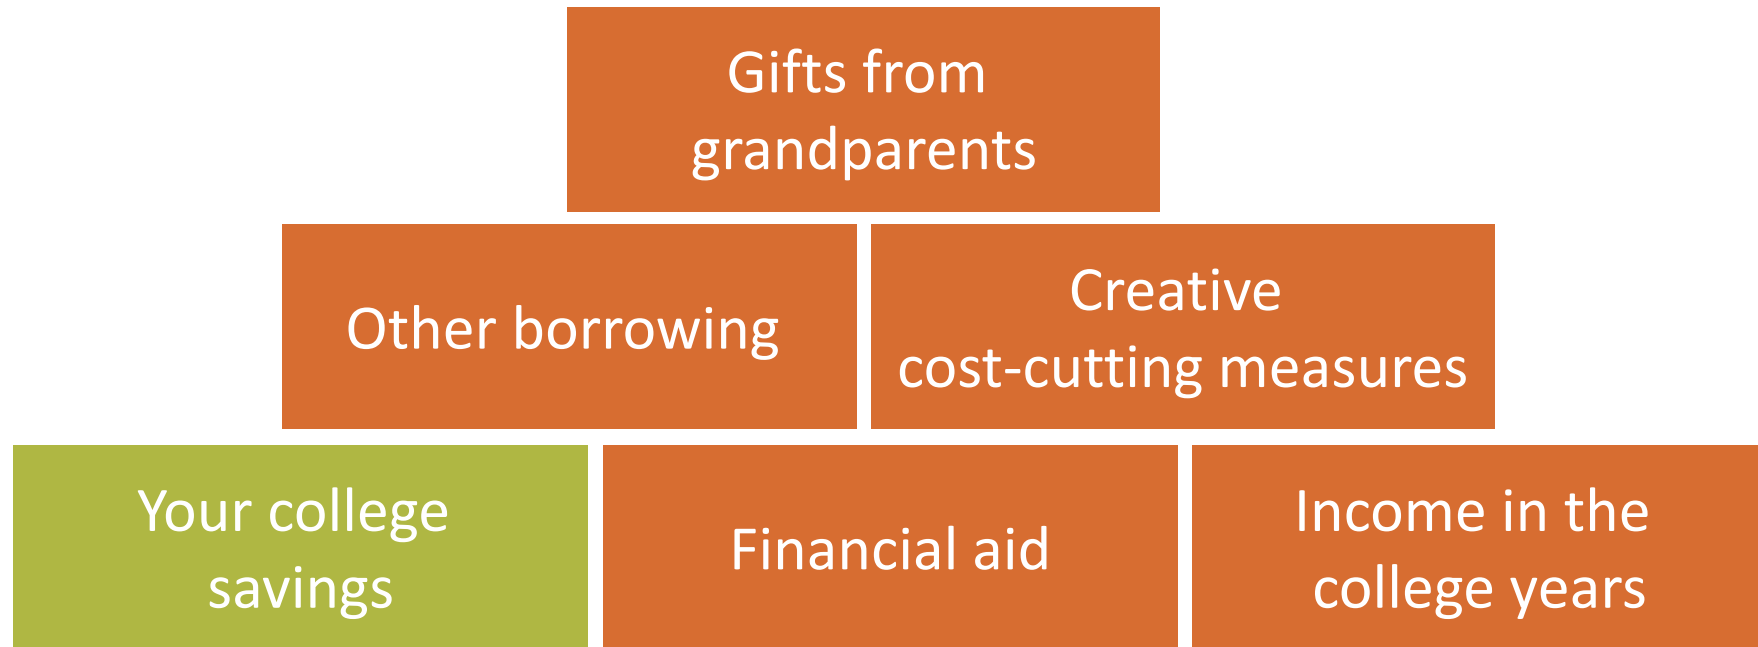 Gifts from
grandparents
Other borrowing
Creative
cost-cutting measures
Your college
savings
Financial aid
Income in the
college years